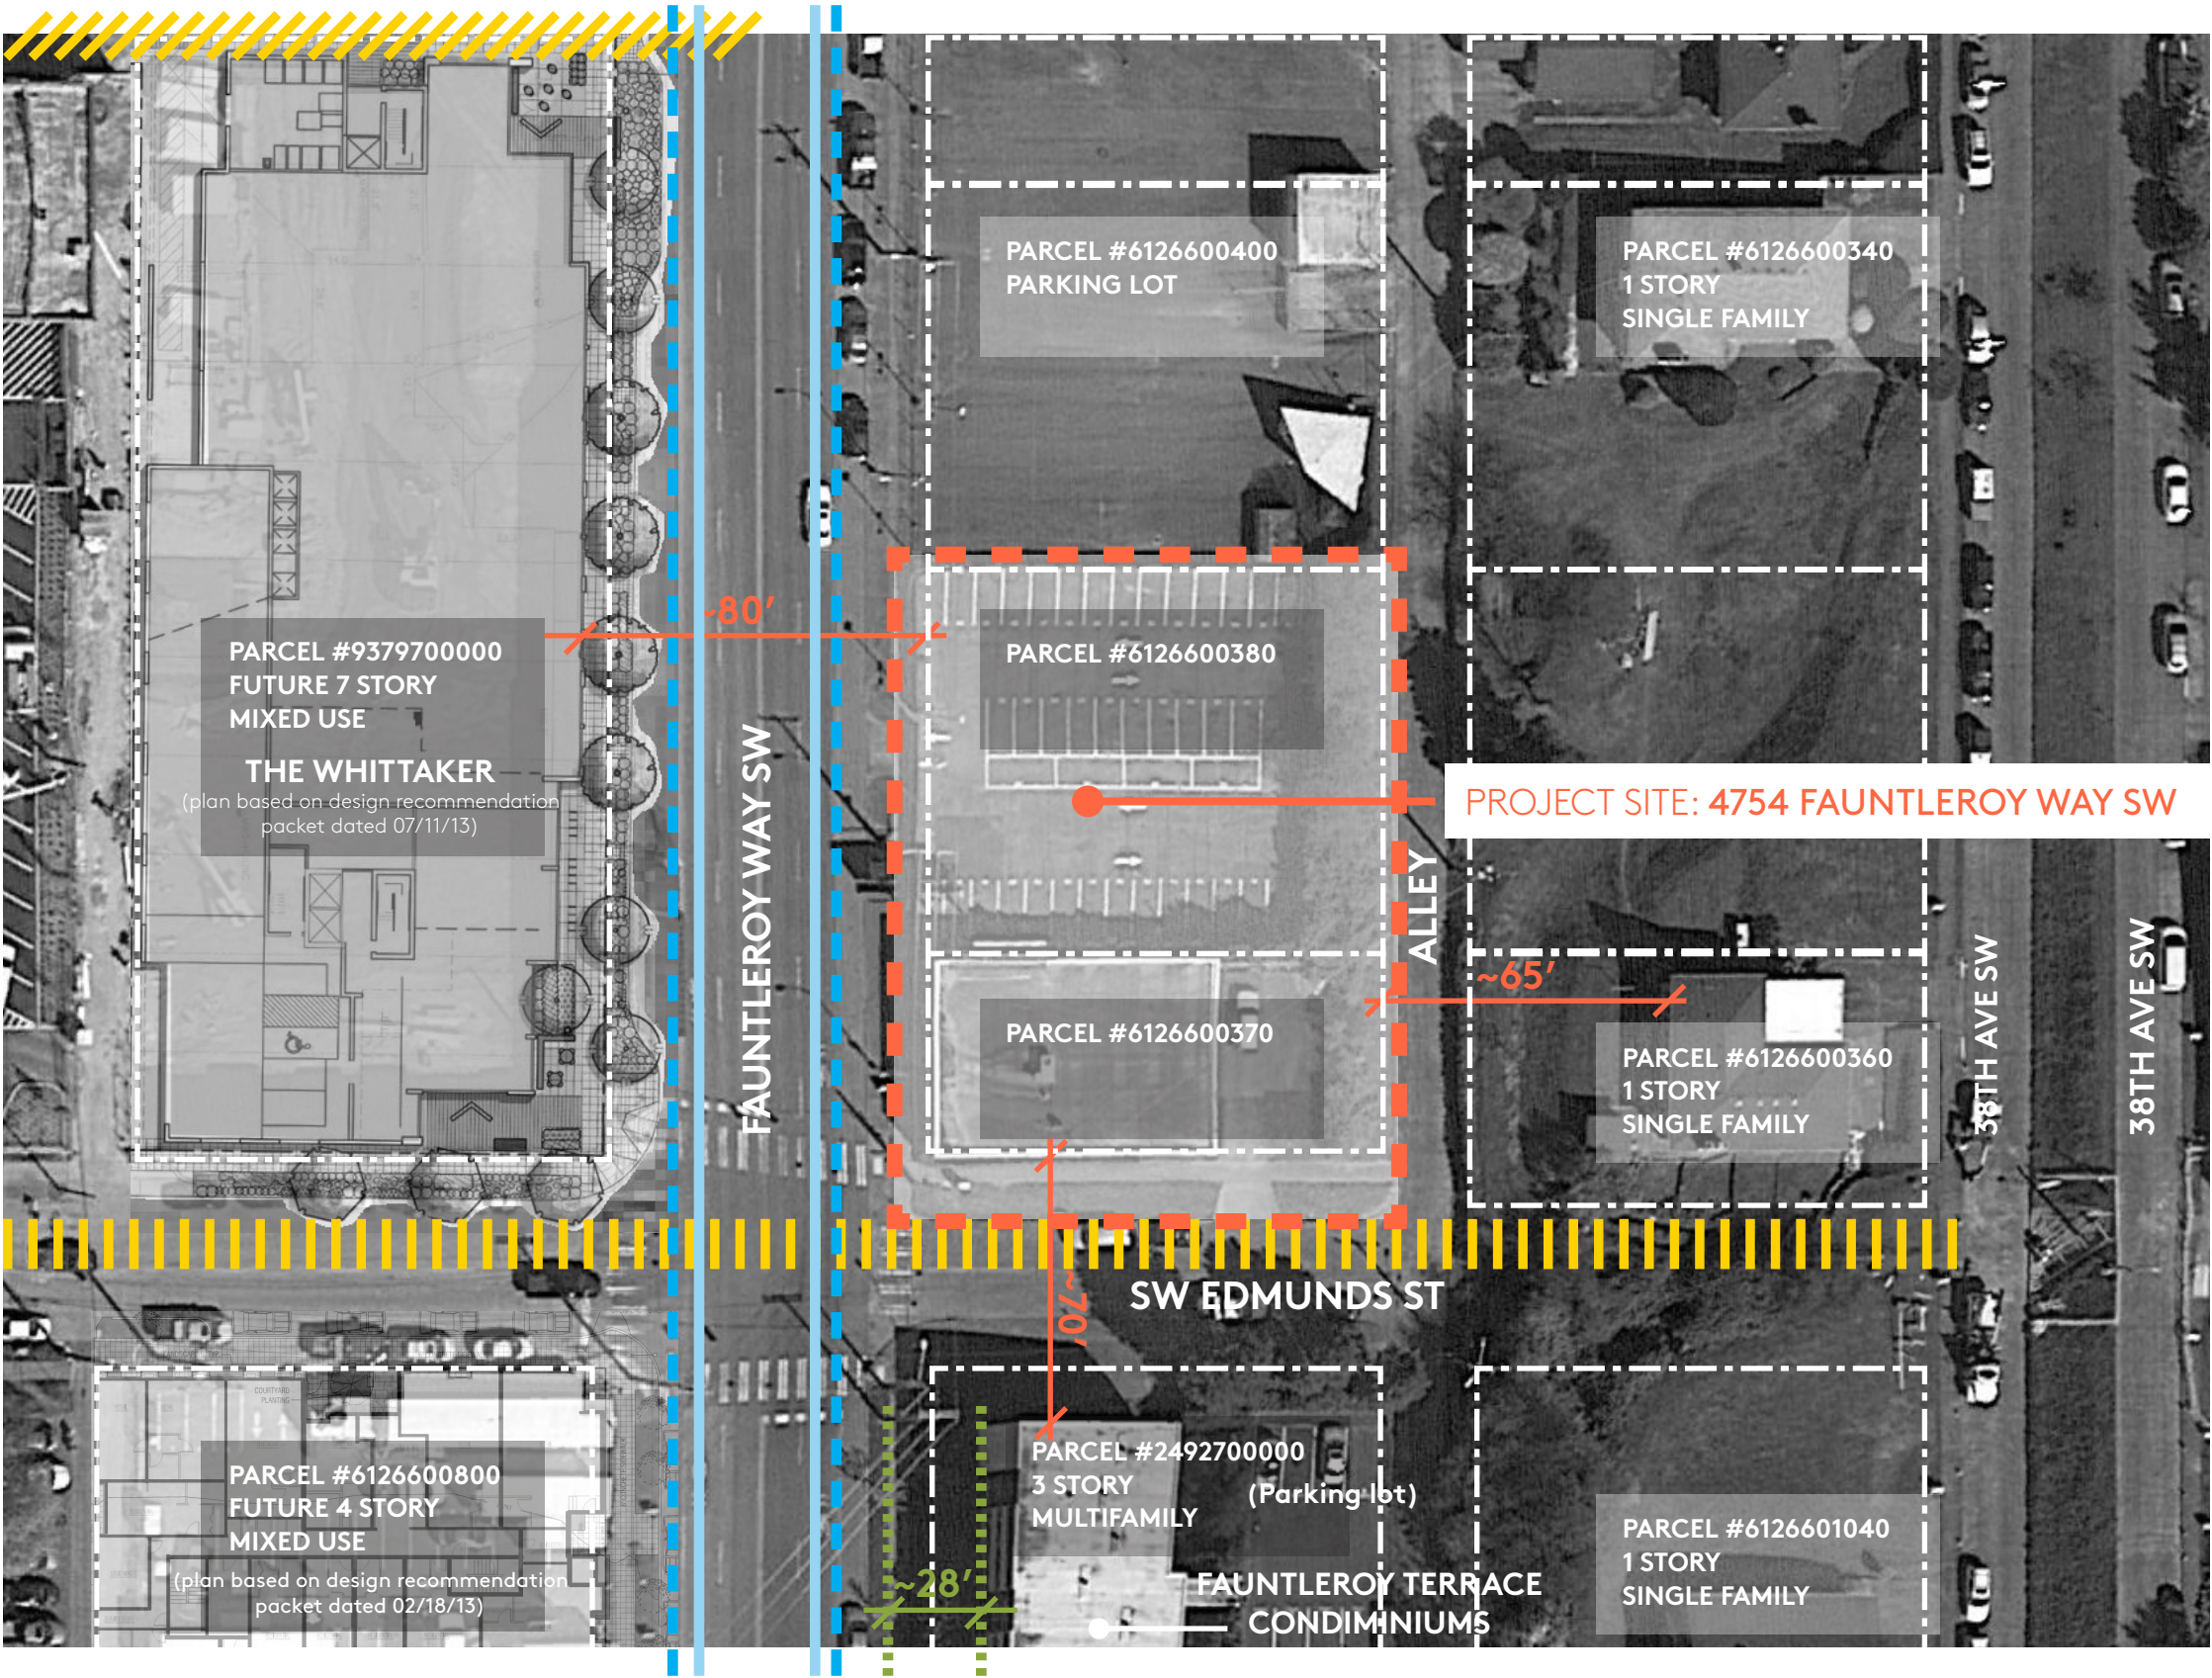 PARCEL #6126600400
PARKING LOT
PARCEL #6126600340
1 STORY
SINGLE FAMILY
~80’
PARCEL #9379700000
FUTURE 7 STORY
MIXED USE
THE WHITTAKER
(plan based on design recommendation
packet dated 07/11/13)
PARCEL #6126600380
FAUNTLEROY WAY SW
PROJECT SITE: 4754 FAUNTLEROY WAY SW
ALLEY
~65’
PARCEL #6126600370
PARCEL #6126600360
1 STORY
SINGLE FAMILY
38TH AVE SW
38TH AVE SW
SW EDMUNDS ST
~70’
COURTYARD
PLANTING
PARCEL #6126600800
FUTURE 4 STORY
MIXED USE
(plan based on design recommendation
packet dated 02/18/13)
PARCEL #2492700000
3 STORY
MULTIFAMILY
(Parking lot)
~28’
FAUNTLEROY TERRACE
CONDIMINIUMS
PARCEL #6126601040
1 STORY
SINGLE FAMILY